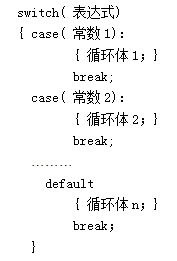 switch( 表达式)
{ case( 常数1):
{ 循环体1; }
break;
case( 常数2):
{ 循环体2; }
break;
………
default
{ 循环体n; }
break;
}